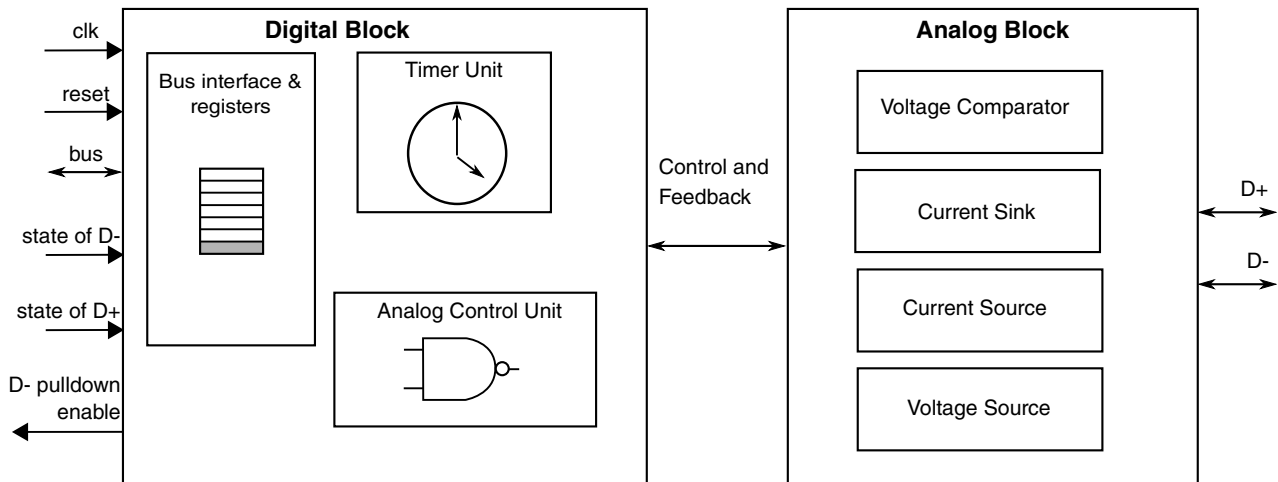 clk
reset
bus
state of D-
state of D+
D- pulldown
enable
Digital Block
Bus interface &
registers
Timer Unit
Analog Control Unit
Control and
Feedback
Analog Block
Voltage Comparator
Current Sink
Current Source
Voltage Source
D+
D-